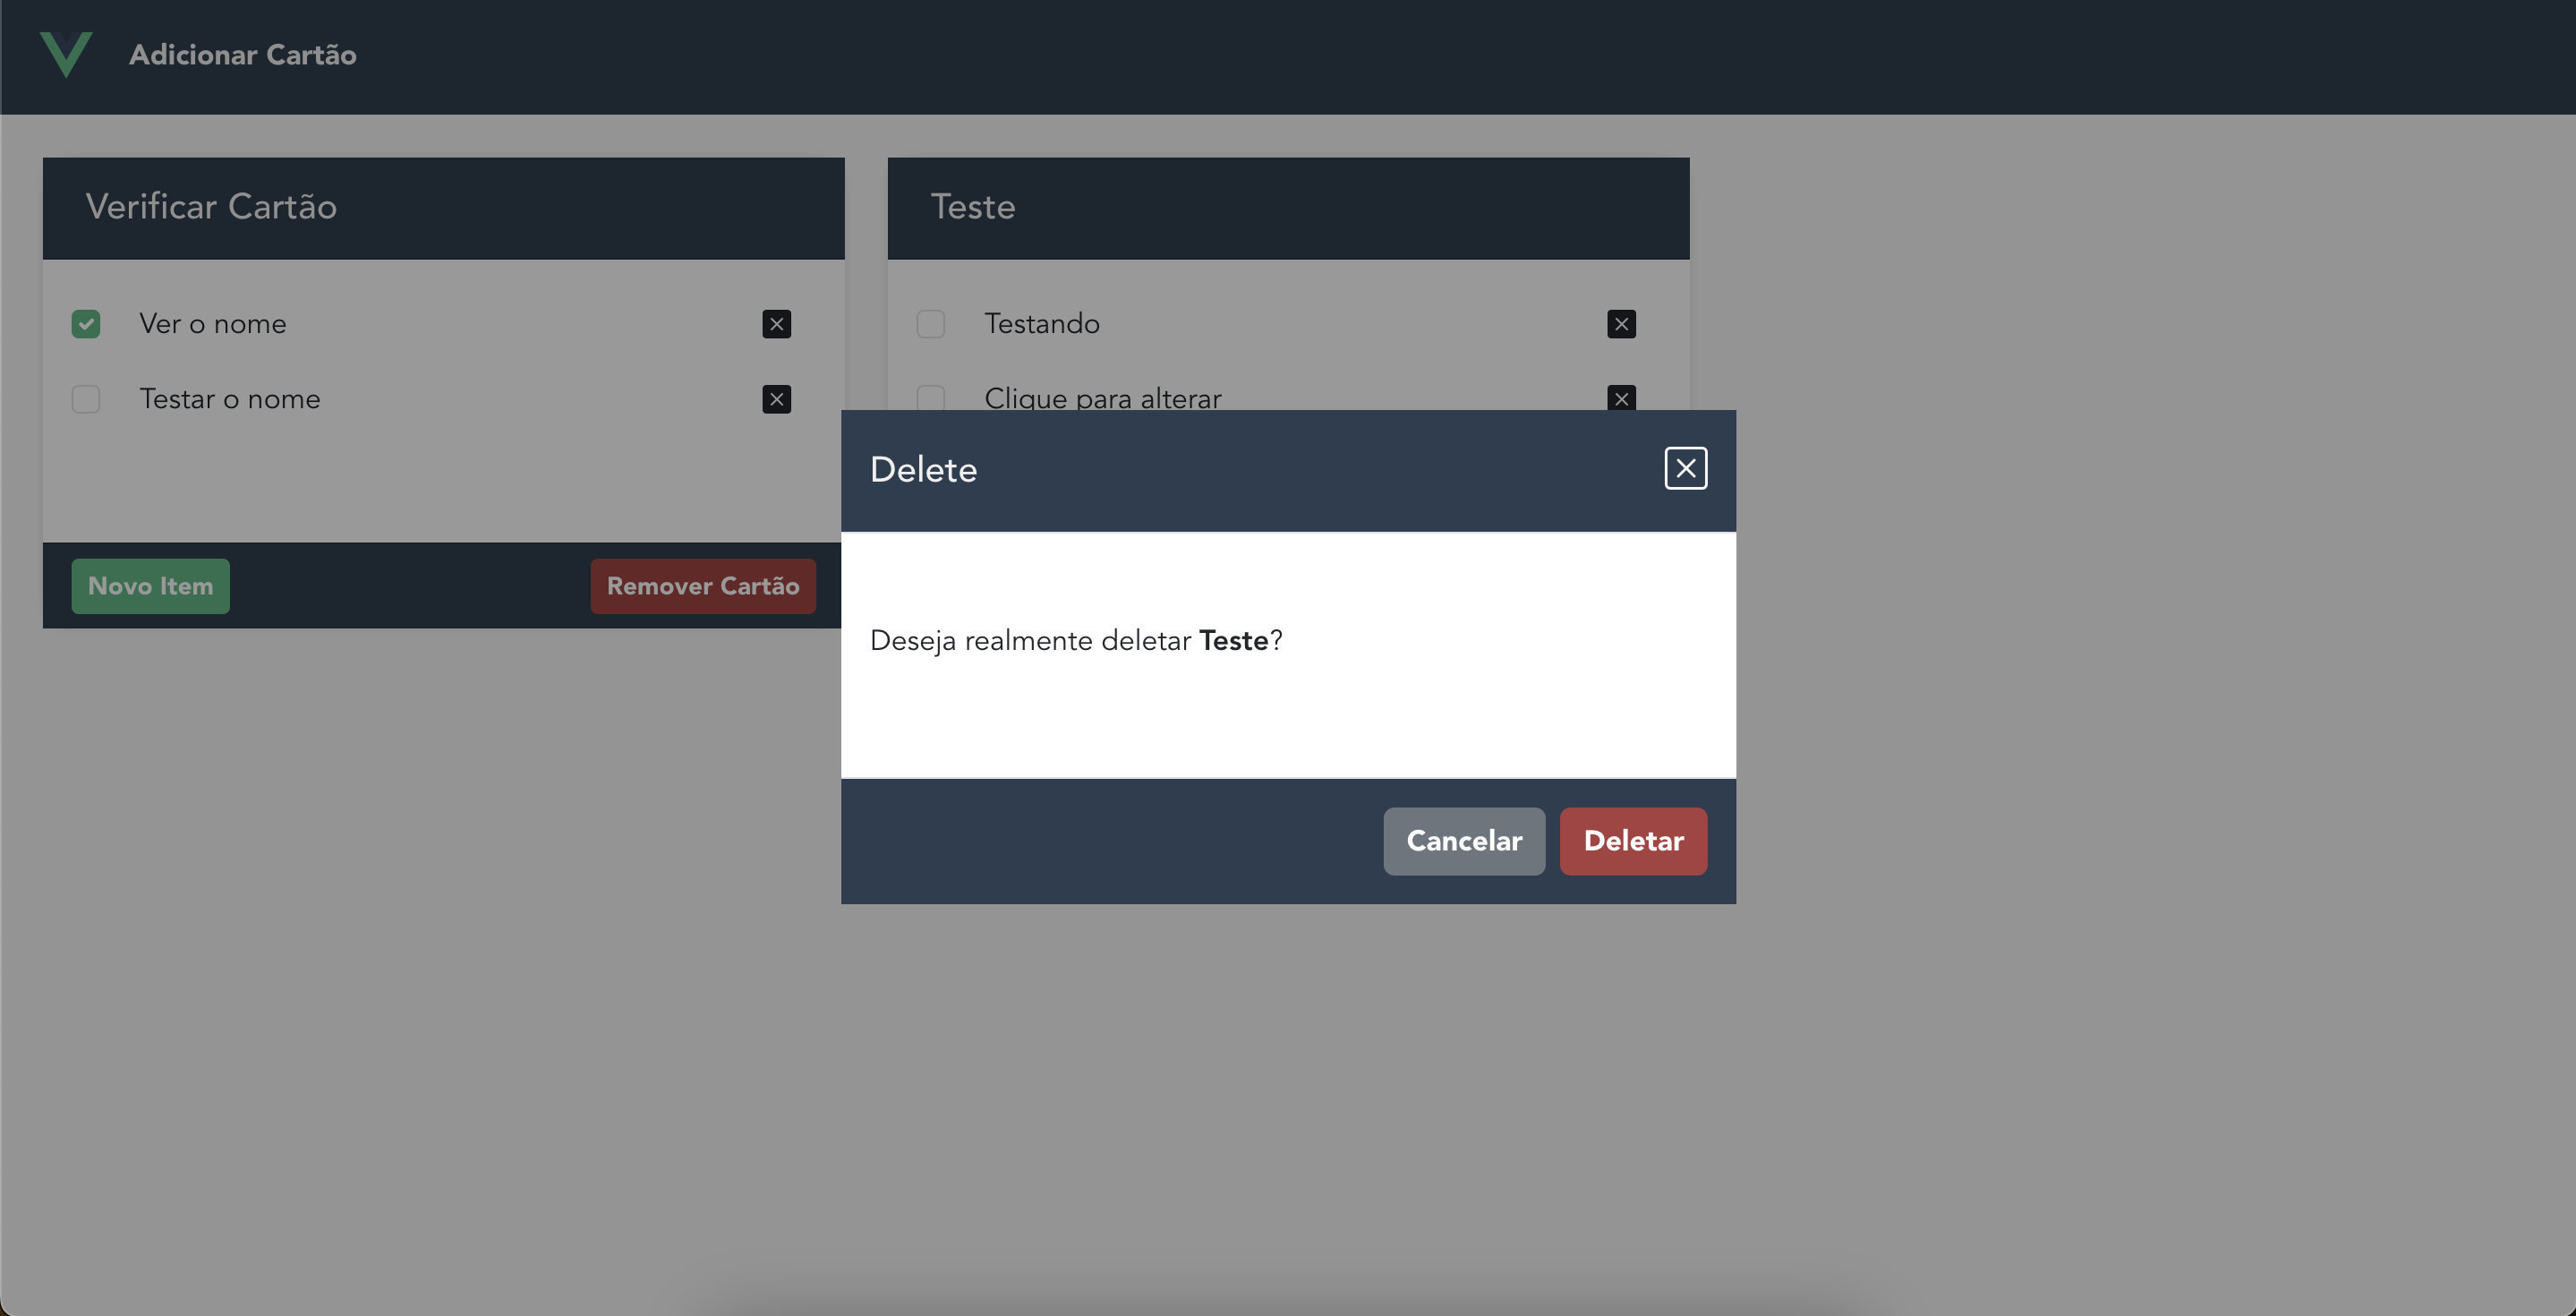 Adicionar Cartão
Verificar Cartão
Ver o nome
Testar o nome
Novo Item
Remover Cartão
Teste
Testando
Clique para alterar
Delete
Deseja realmente deletar Teste?
Cancelar
Deletar